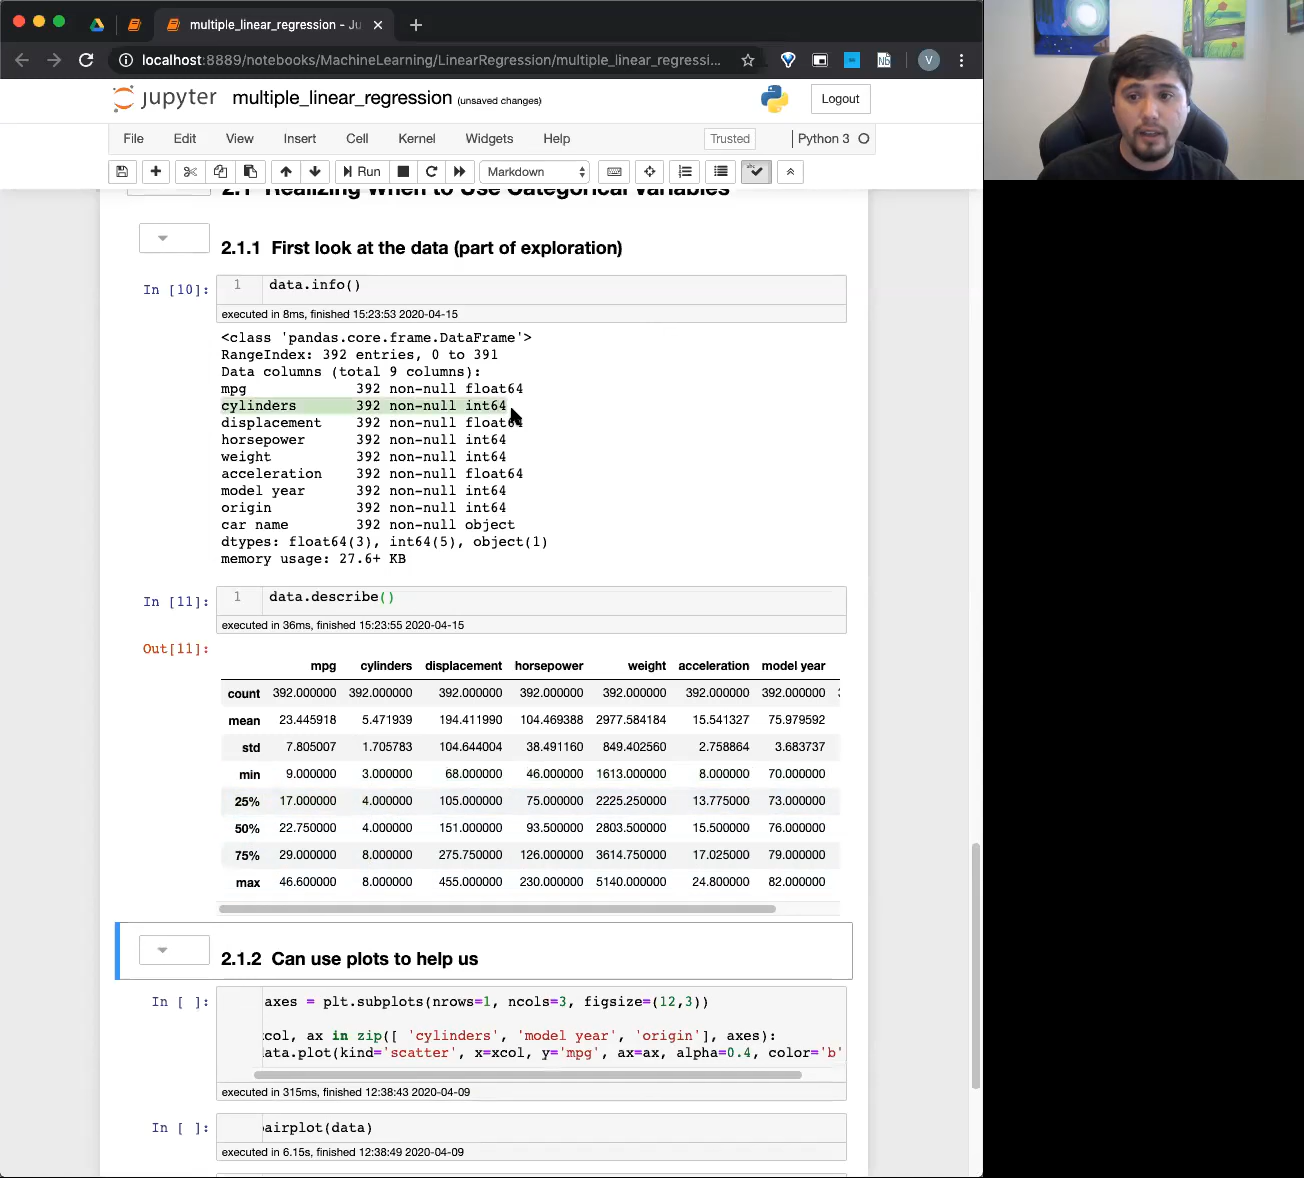 multiple_linear_regression - Ju
localhost:8889/notebooks/MachineLearning/LinearRegression/multiple_linear_regressi...
V
jupyter multiple_linear_regression (unsaved changes)
Logout
File Edit View Insert Cell Kernel Widgets Help Trusted Python 3
Run Markdown
2.1 Realizing When to Use Categorical Variables
2.1.1 First look at the data (part of exploration)
In [10]: 1 data.info()
executed in 8ms, finished 15:23:53 2020-04-15
<class 'pandas.core.frame.DataFrame'>
RangeIndex: 392 entries, 0 to 391
Data columns (total 9 columns):
mpg 392 non-null float64
cylinders 392 non-null int64
displacement 392 non-null float64
horsepower 392 non-null int64
weight 392 non-null int64
acceleration 392 non-null float64
model year 392 non-null int64
origin 392 non-null int64
car name 392 non-null object
dtypes: float64(3), int64(5), object(1)
memory usage: 27.6+ KB
In [11]: 1 data.describe()
executed in 36ms, finished 15:23:55 2020-04-15
Out[11]:
mpg cylinders displacement horsepower weight acceleration model year
count 392.000000 392.000000 392.000000 392.000000 392.000000 392.000000 392.000000
mean 23.445918 5.471939 194.411990 104.469388 2977.584184 15.541327 75.979592
std 7.805007 1.705783 104.644004 38.491160 849.402560 2.758864 3.683737
min 9.000000 3.000000 68.000000 46.000000 1613.000000 8.000000 70.000000
25% 17.000000 4.000000 105.000000 75.000000 2225.250000 13.775000 73.000000
50% 22.750000 4.000000 151.000000 93.500000 2803.500000 15.500000 76.000000
75% 29.000000 8.000000 275.750000 126.000000 3614.750000 17.025000 79.000000
max 46.600000 8.000000 455.000000 230.000000 5140.000000 24.800000 82.000000
2.1.2 Can use plots to help us
In [ ]: axes = plt.subplots(nrows=1, ncols=3, figsize=(12,3))
xcol, ax in zip([ 'cylinders', 'model year', 'origin'], axes):
data.plot(kind='scatter', x=xcol, y='mpg', ax=ax, alpha=0.4, color='b'
executed in 315ms, finished 12:38:43 2020-04-09
In [ ]: pairplot(data)
executed in 6.15s, finished 12:38:49 2020-04-09